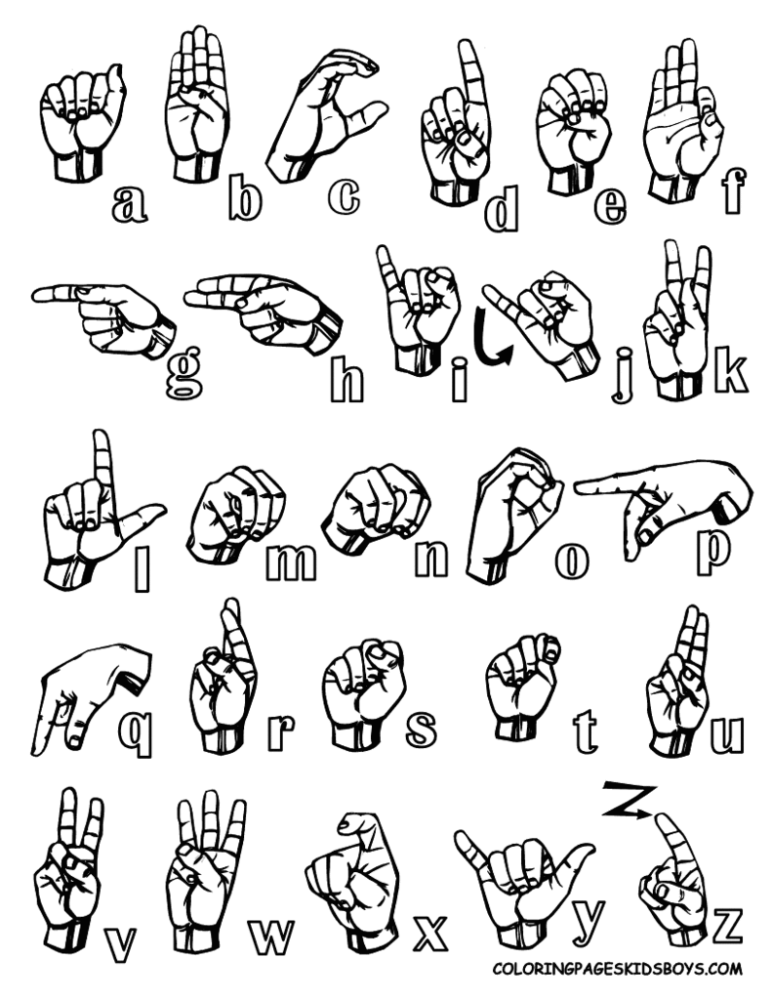 a b c d e f
g h i j k
l m n o p
q r s t u
Z
v w x y z
COLORINGPAGESKIDSBOYS.COM